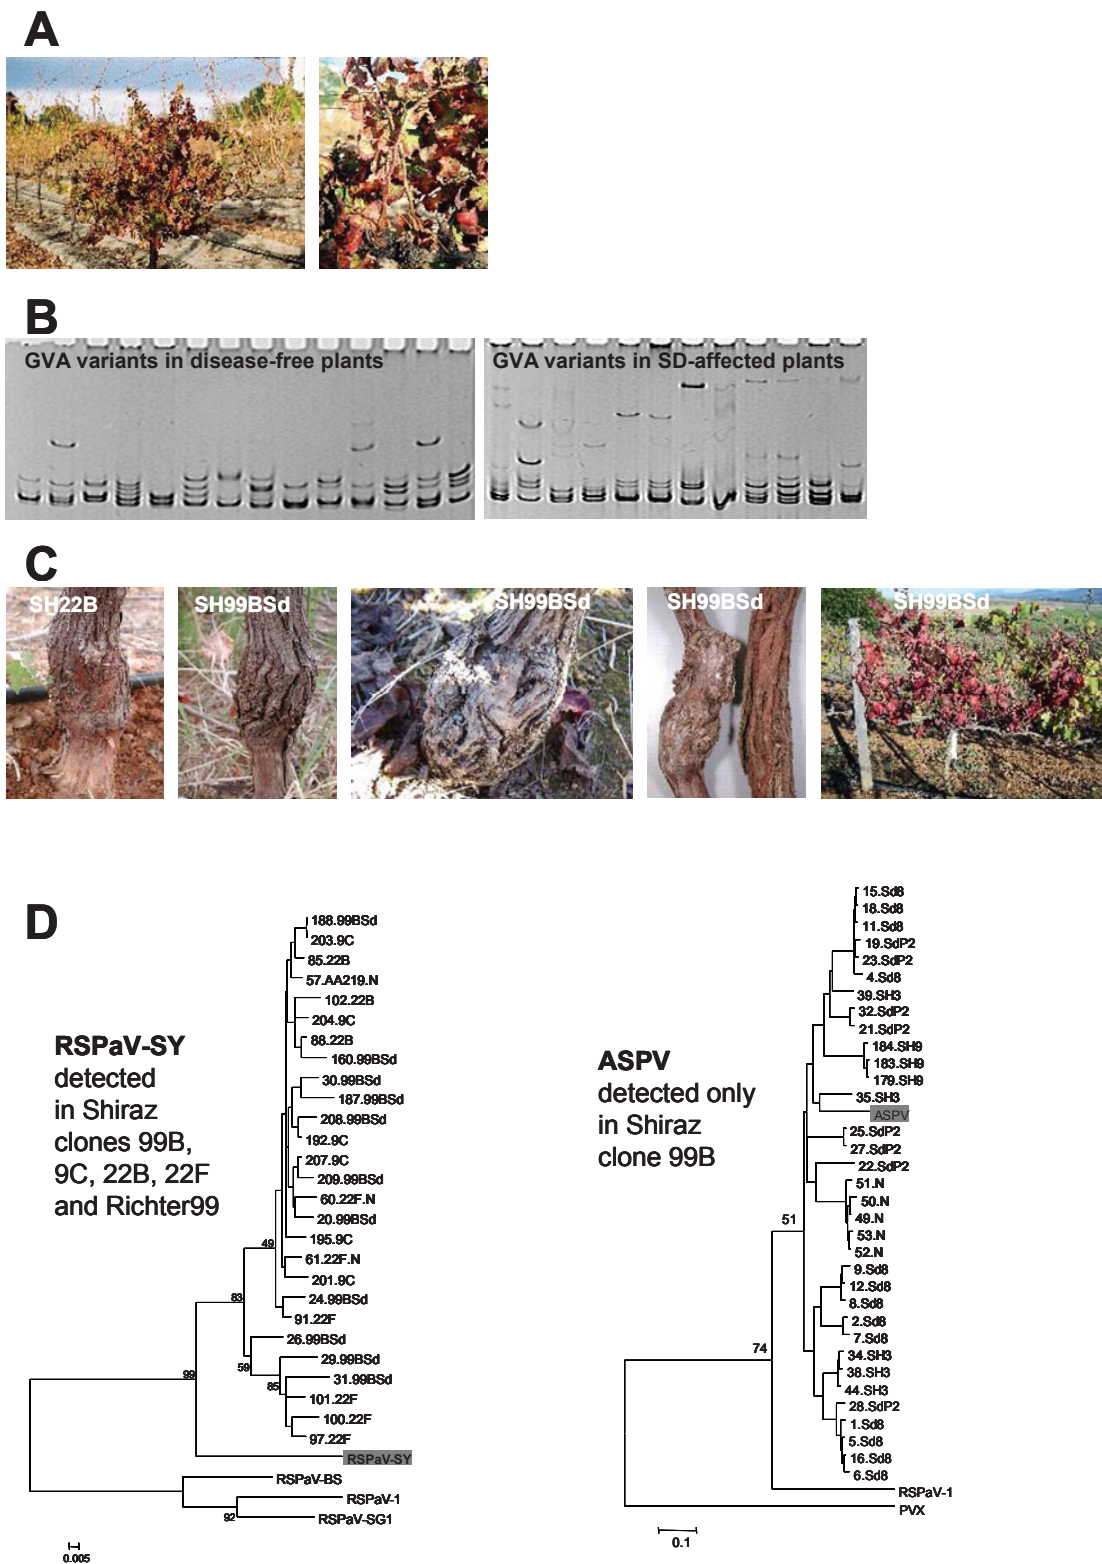 A
B
GVA variants in disease-free plants
GVA variants in SD-affected plants
C
SH22B
SH99BSd
SH99BSd
SH99BSd
SH99BSd
D
RSPaV-SY
detected
in Shiraz
clones 99B,
9C, 22B, 22F
and Richter99
188.99BSd
203.9C
85.22B
57.AA219.N
102.22B
204.9C
88.22B
160.99BSd
30.99BSd
187.99BSd
208.99BSd
192.9C
207.9C
209.99BSd
60.22F.N
20.99BSd
195.9C
49
61.22F.N
201.9C
24.99BSd
83
91.22F
26.99BSd
29.99BSd
59
99
31.99BSd
85
101.22F
100.22F
97.22F
RSPaV-SY
RSPaV-BS
RSPaV-1
92
RSPaV-SG1
0.005
ASPV
detected only
in Shiraz
clone 99B
15.Sd8
18.Sd8
11.Sd8
19.SdP2
23.SdP2
4.Sd8
39.SH3
32.SdP2
21.SdP2
184.SH9
183.SH9
179.SH9
35.SH3
ASPV
25.SdP2
27.SdP2
22.SdP2
51.N
50.N
49.N
51
53.N
52.N
9.Sd8
12.Sd8
8.Sd8
2.Sd8
7.Sd8
74
34.SH3
38.SH3
44.SH3
28.SdP2
1.Sd8
5.Sd8
16.Sd8
6.Sd8
RSPaV-1
PVX
0.1